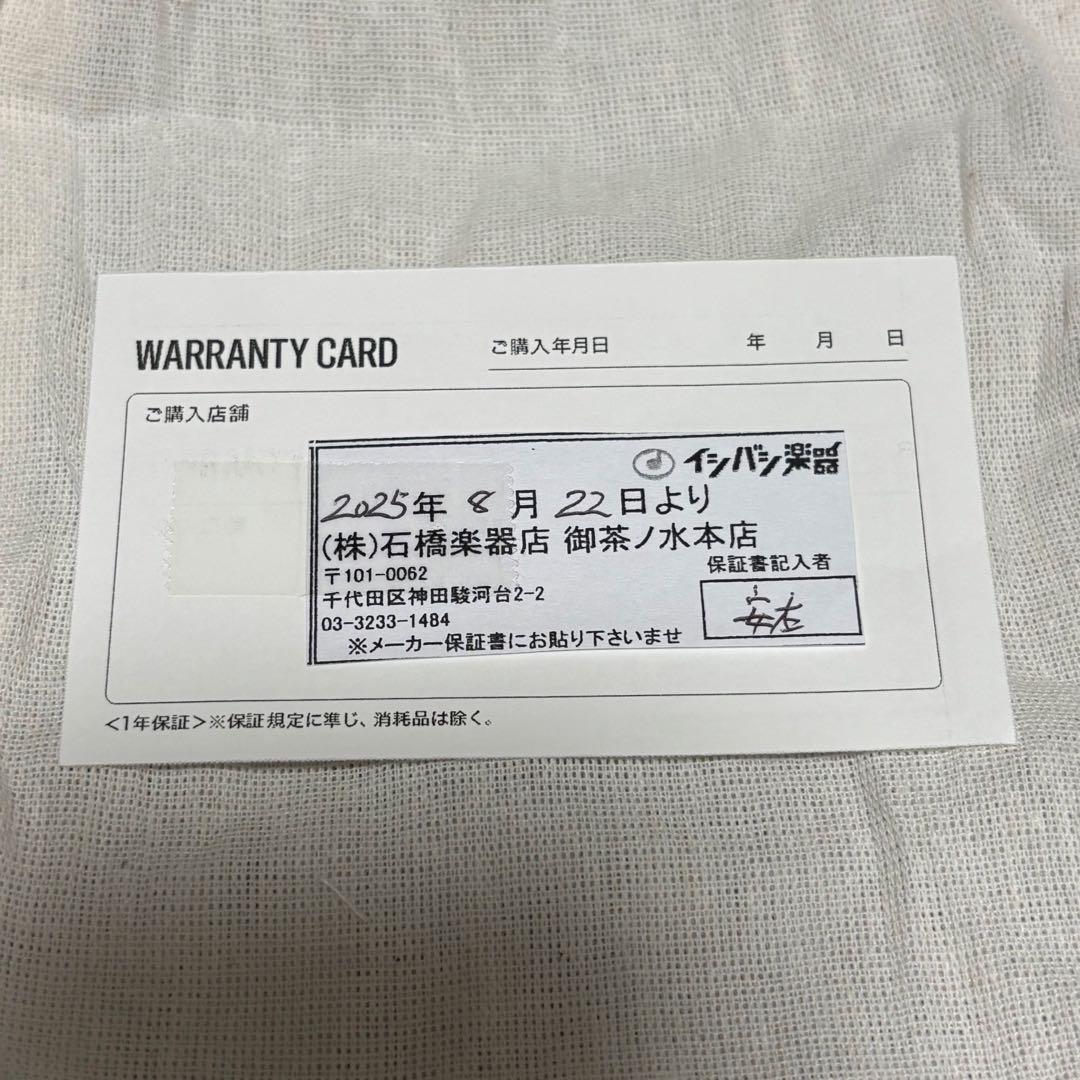 WARRANTY CARD
ご購入年月日 年 月 日
ご購入店舗
イシバシ楽器
2025年 8月 22日より
(株)石橋楽器店 御茶ノ水本店
〒101-0062
千代田区神田駿河台2-2
03-3233-1484
保証書記入者
※メーカー保証書にお貼り下さいませ
<1年保証>※保証規定に準じ、消耗品は除く。